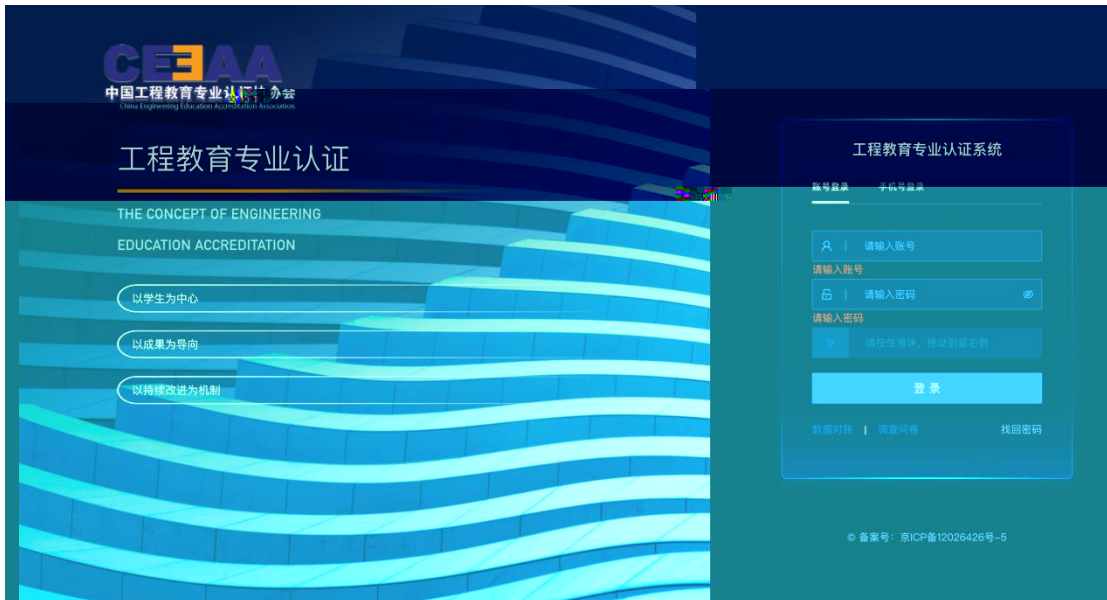 CEEAA
中国工程教育专业认证协会
China Engineering Education Accreditation Association
工程教育专业认证
THE CONCEPT OF ENGINEERING
EDUCATION ACCREDITATION
以学生为中心
以成果为导向
以持续改进为机制
工程教育专业认证系统
账号登录 手机号登录
请输入账号
请输入账号
请输入密码
请输入密码
请按住滑块，拖动到最右侧
登 录
数据对账 | 调查问卷 找回密码
© 备案号：京ICP备12026426号-5